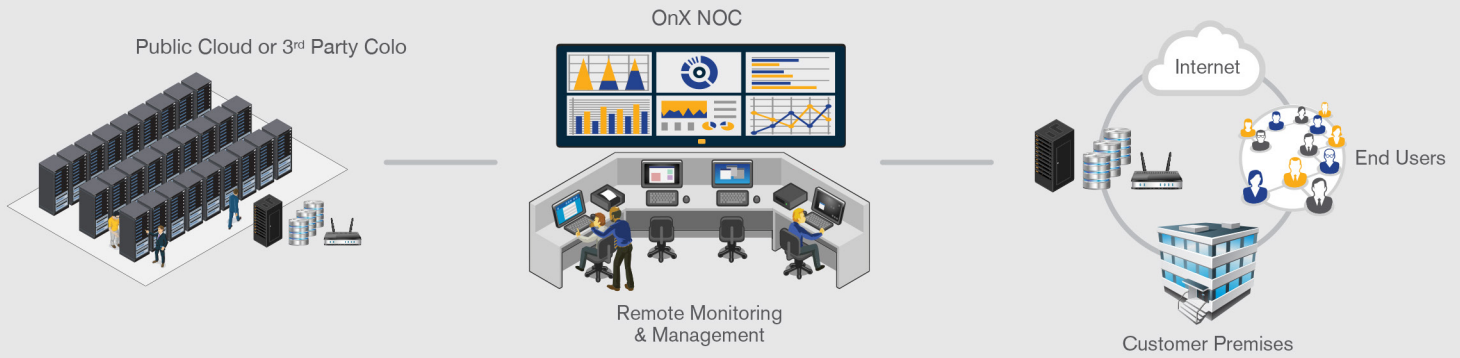 OnX NOC
Public Cloud or 3rd Party Colo
Internet
End Users
Remote Monitoring
& Management
Customer Premises